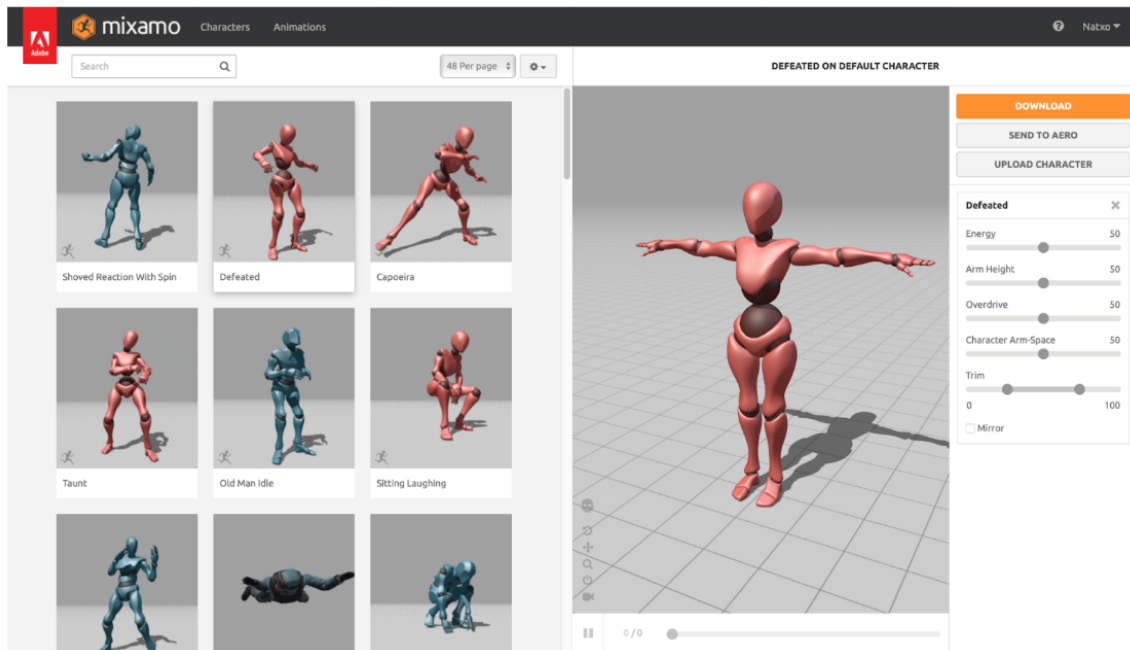 Adobe
mixamo
Characters
Animations
Natxo
Search
48 Per page
DEFEATED ON DEFAULT CHARACTER
Shoved Reaction With Spin
Defeated
Capoeira
Taunt
Old Man Idle
Sitting Laughing
DOWNLOAD
SEND TO AERO
UPLOAD CHARACTER
Defeated
Energy 50
Arm Height 50
Overdrive 50
Character Arm-Space 50
Trim
0 100
Mirror
0 / 0